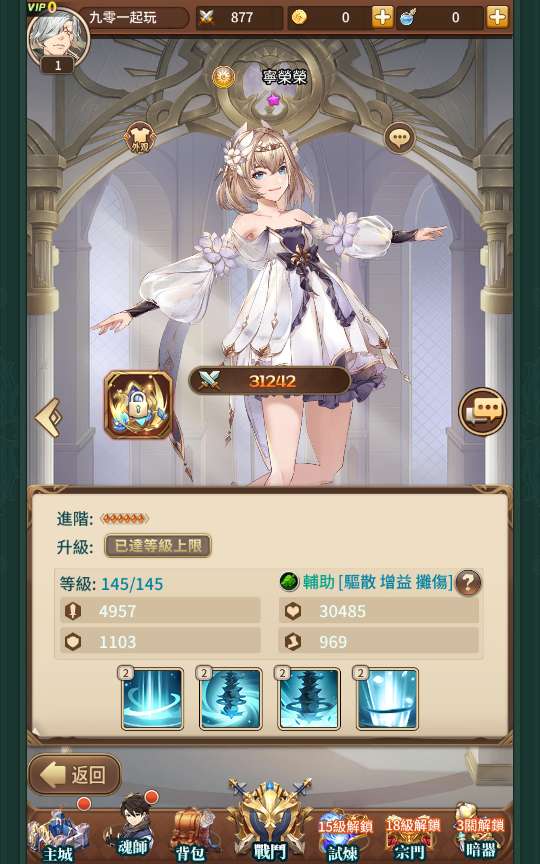 VIP0
九零一起玩
877
0
0
1
寧榮榮
外观
31242
進階:
升級: 已達等級上限
等級: 145/145
輔助 [驅散 增益 攤傷] ?
4957
30485
1103
969
2 2 2 2
返回
15級解鎖 18級解鎖 3關解鎖
主城 魂師 背包 戰鬥 試煉 宗門 暗器